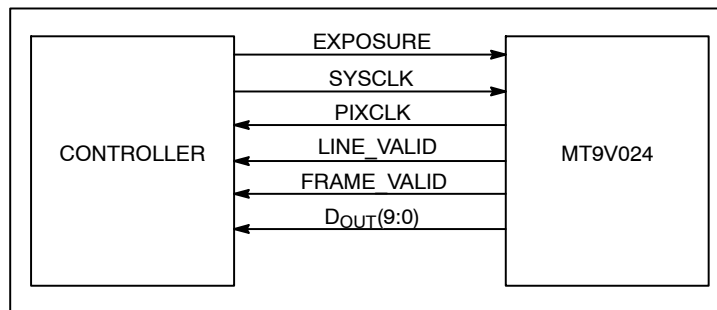 EXPOSURE
SYSCLK
PIXCLK
CONTROLLER
LINE_VALID
MT9V024
FRAME_VALID
DOUT(9:0)